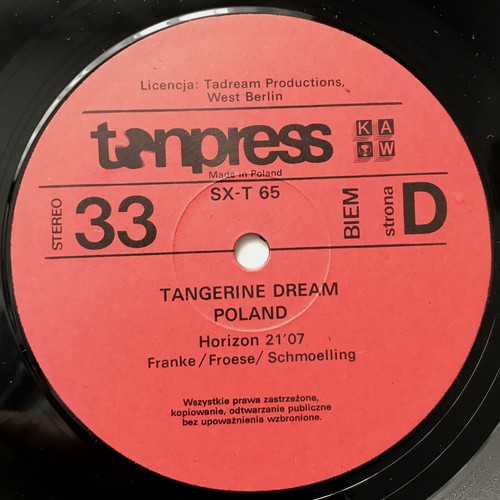 Licencja: Tadream Productions,
West Berlin
tonpress
KAW
Made in Poland
SX-T 65
STEREO
33
BIEM
strona
D
TANGERINE DREAM
POLAND
Horizon 21'07
Franke/Froese/Schmoelling
Wszystkie prawa zastrzeżone,
kopiowanie, odtwarzanie publiczne
bez upoważnienia wzbronione.